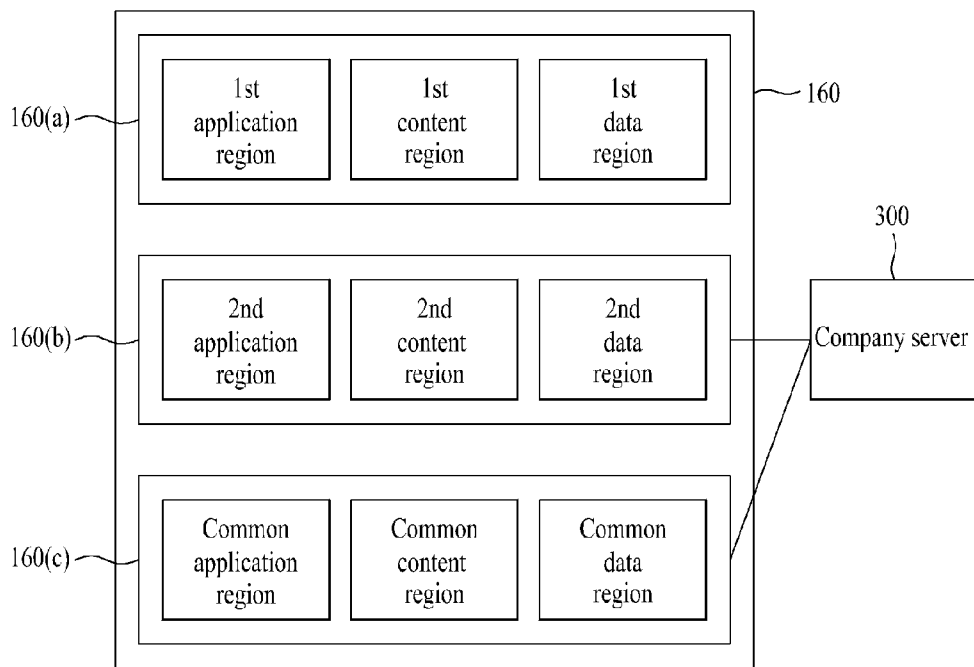 1st
application
region
1st
content
region
1st
data
region
160(a)
160
300
2nd
application
region
2nd
content
region
2nd
data
region
160(b)
Company server
Common
application
region
Common
content
region
Common
data
region
160(c)